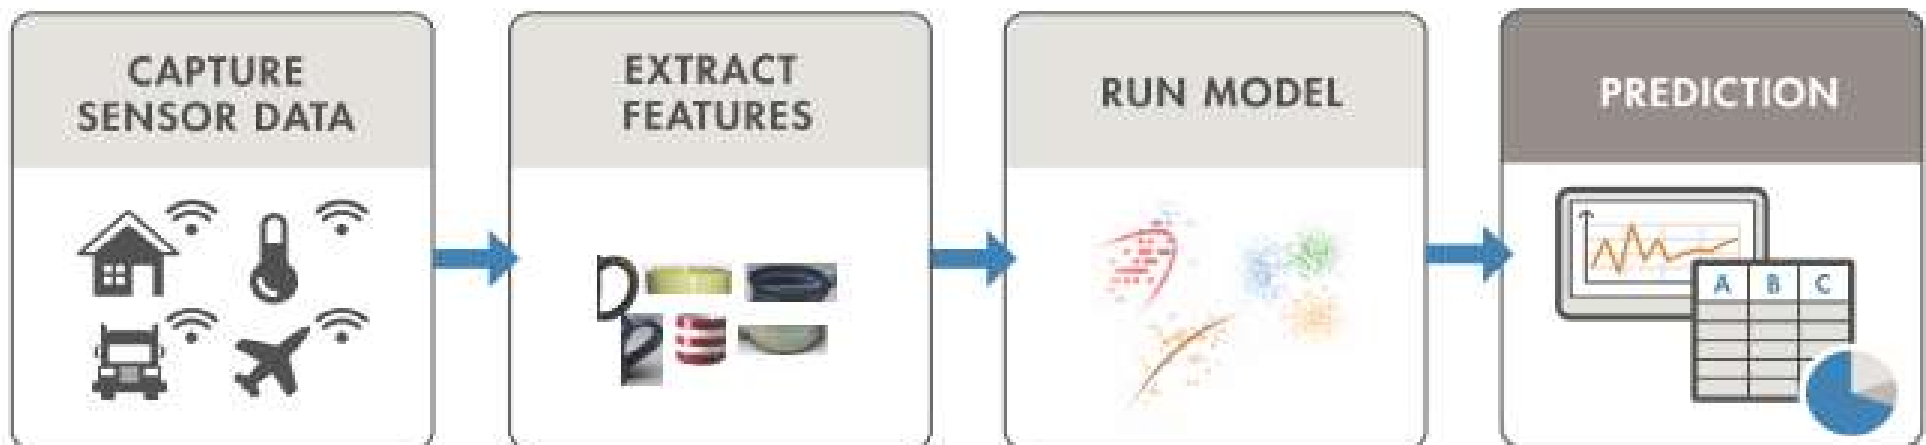 CAPTURE
SENSOR DATA
EXTRACT
FEATURES
RUN MODEL
PREDICTION
A B C